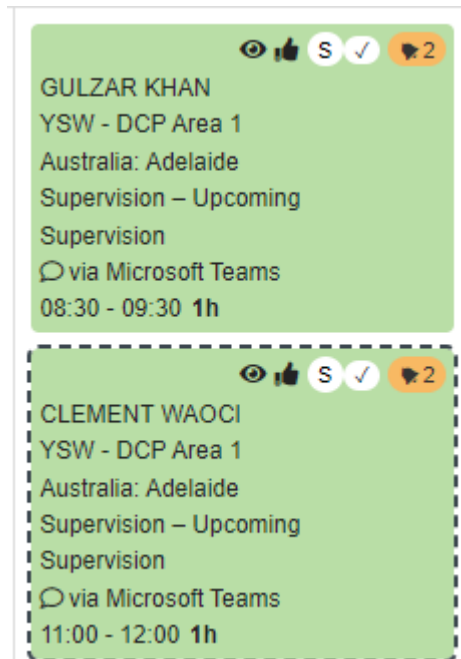 S ✓ 2
GULZAR KHAN
YSW - DCP Area 1
Australia: Adelaide
Supervision – Upcoming
Supervision
via Microsoft Teams
08:30 - 09:30 1h
S ✓ 2
CLEMENT WAOCI
YSW - DCP Area 1
Australia: Adelaide
Supervision – Upcoming
Supervision
via Microsoft Teams
11:00 - 12:00 1h